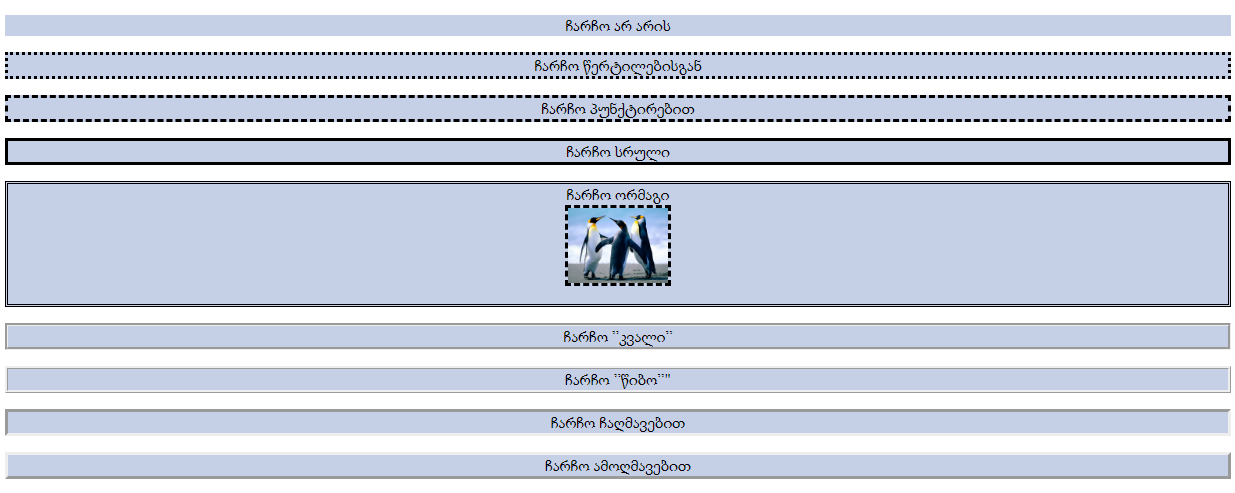 ჩარჩო არ არის
ჩარჩო წერტილებისგან
ჩარჩო პუნქტირებით
ჩარჩო სრული
ჩარჩო ორმაგი
ჩარჩო ”კვალი”
ჩარჩო ”წიბო”"
ჩარჩო ჩაღმავებით
ჩარჩო ამოღმავებით